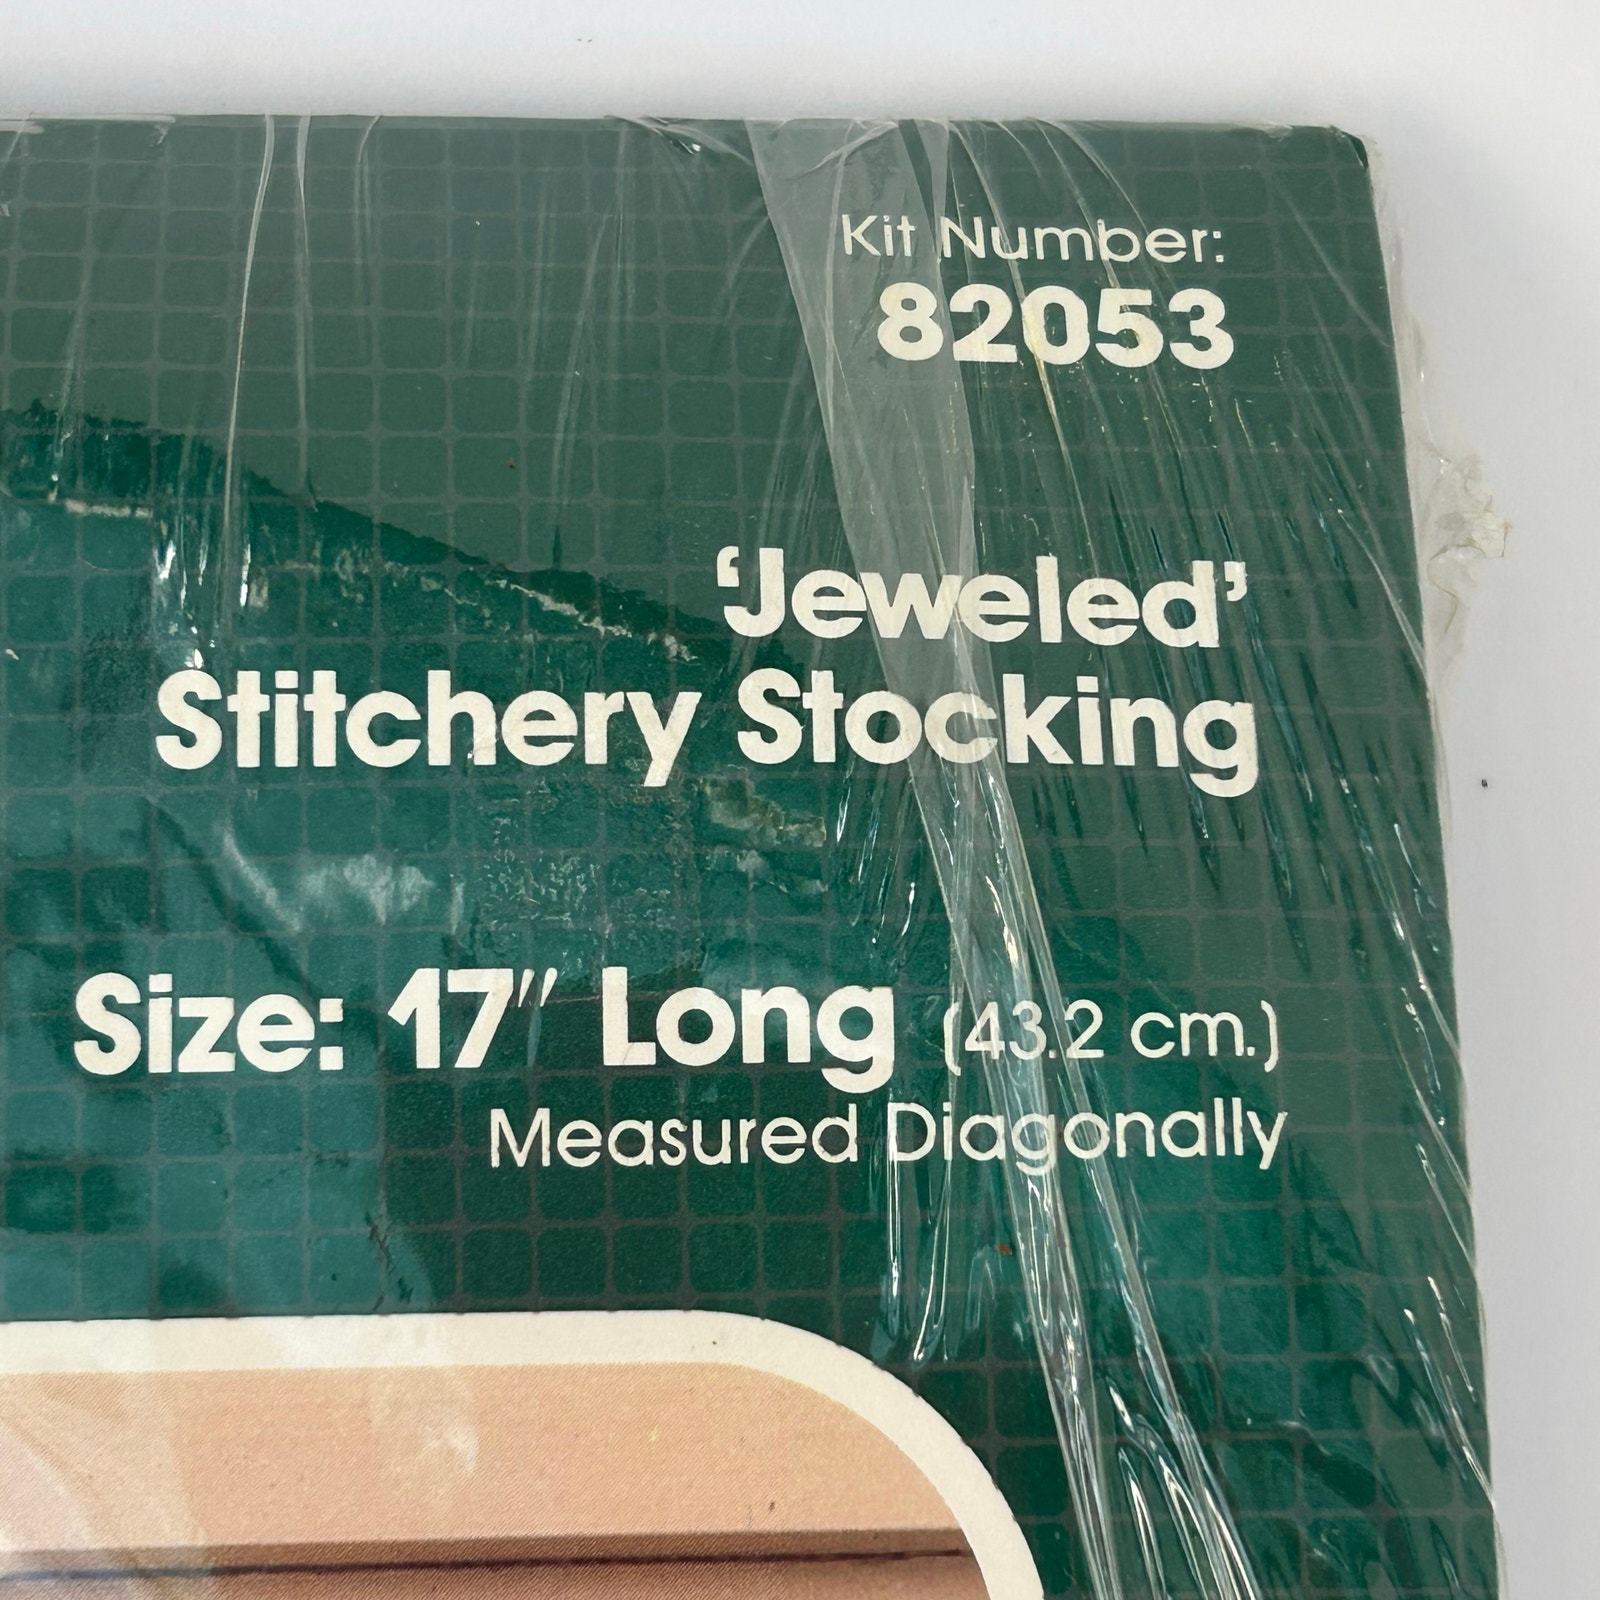 Kit Number:
82053
‘Jeweled’
Stitchery Stocking
Size: 17" Long (43.2 cm.)
Measured Diagonally